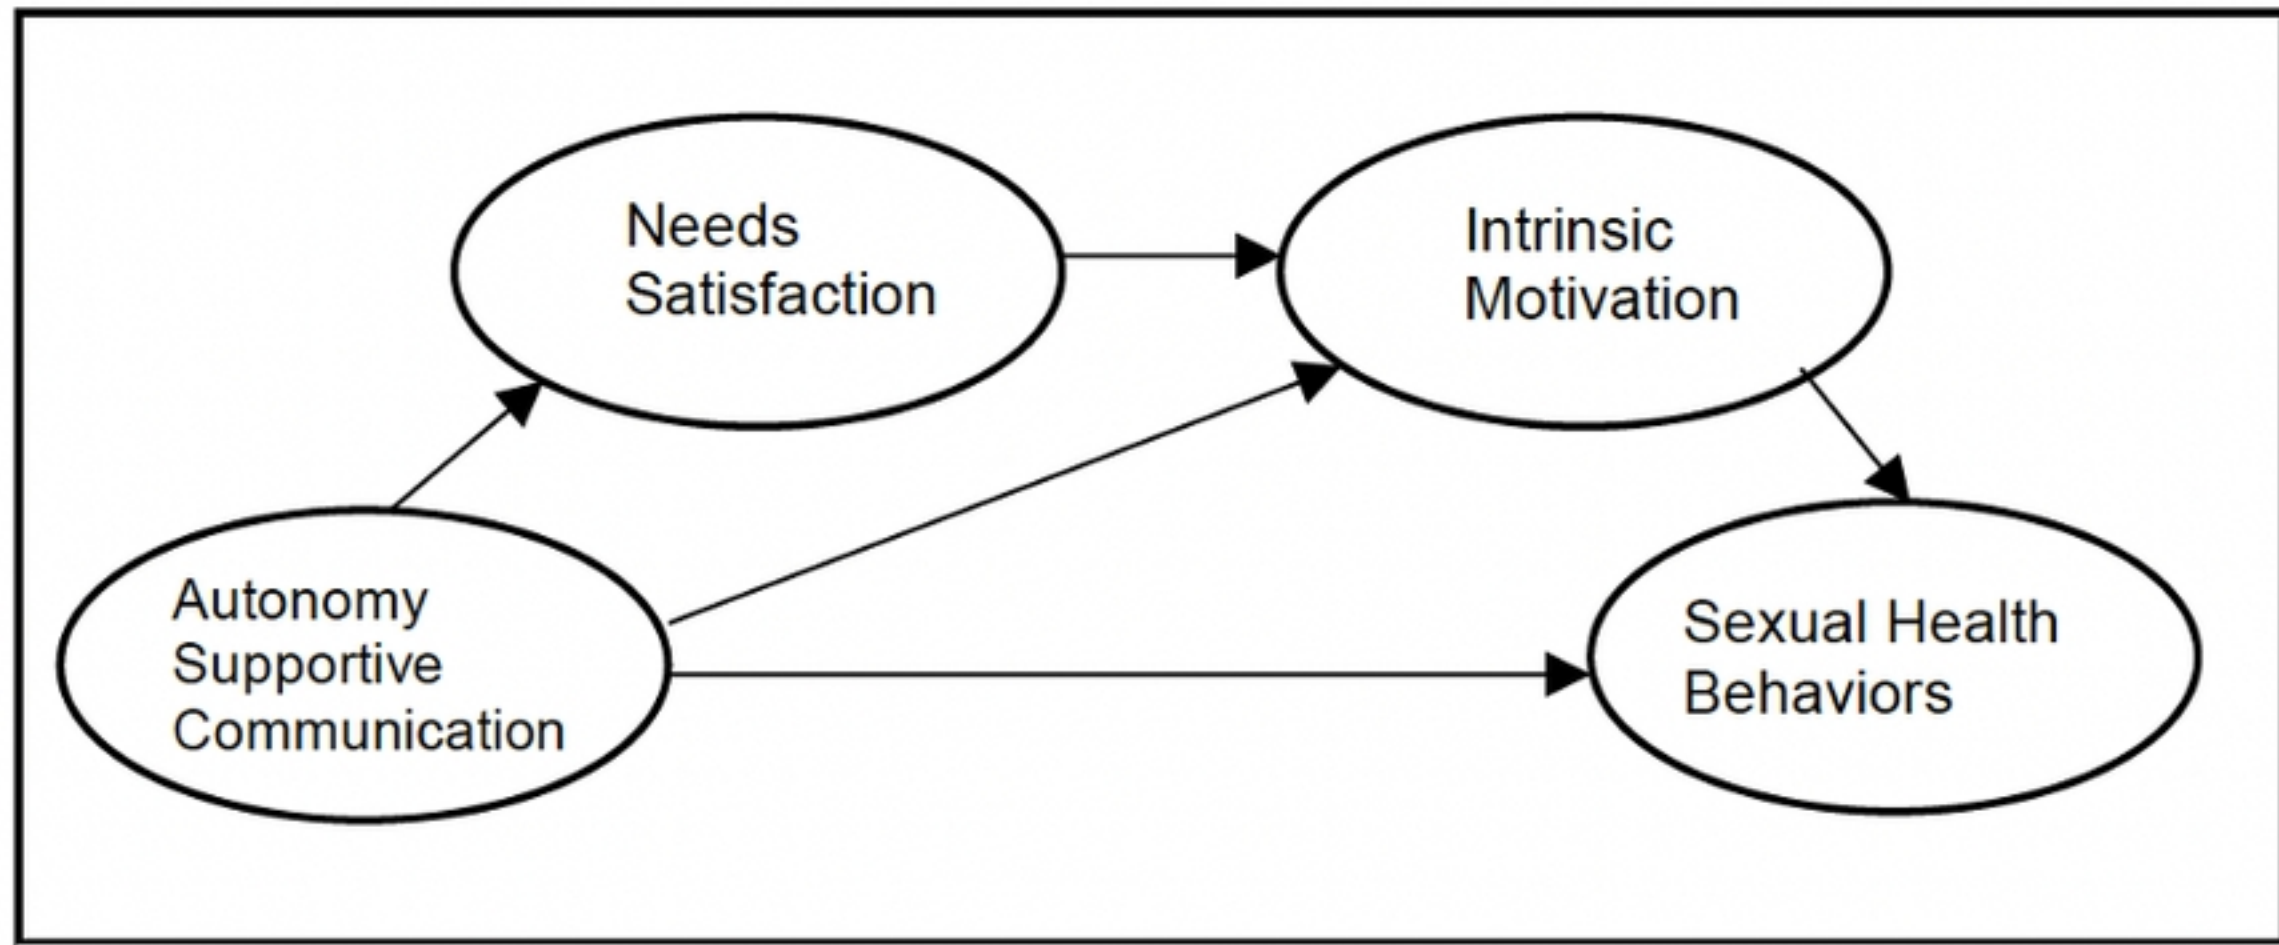 Needs
Satisfaction
Intrinsic
Motivation
Autonomy
Supportive
Communication
Sexual Health
Behaviors